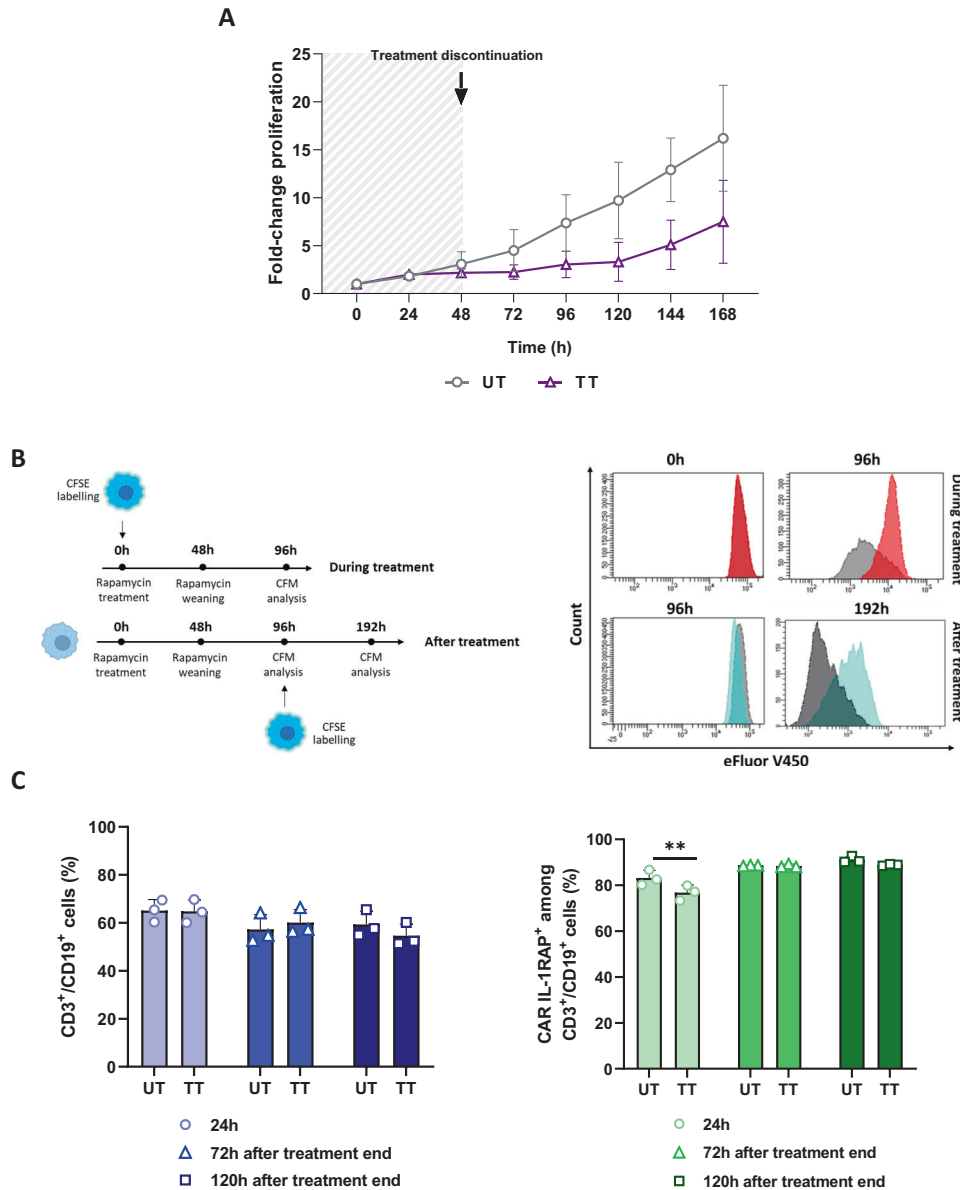 A
Treatment discontinuation
Fold-change proliferation
25
20
15
10
5
0
0 24 48 72 96 120 144 168
Time (h)
UT TT
B
CFSE
labelling
0h 48h 96h
During treatment
Rapamycin
treatment
Rapamycin
weaning
CFM
analysis
0h 48h 96h 192h
After treatment
Rapamycin
treatment
Rapamycin
weaning
CFM
analysis
CFM
analysis
CFSE
labelling
0h 96h
During treatment
96h 192h
After treatment
Count
eFluor V450
C
CD3+/CD19+ cells (%)
100
80
60
40
20
0
UT TT UT TT UT TT
24h
72h after treatment end
120h after treatment end
CAR IL-1RAP+ among
CD3+/CD19+ cells (%)
100
80
60
40
20
0
**
UT TT UT TT UT TT
24h
72h after treatment end
120h after treatment end